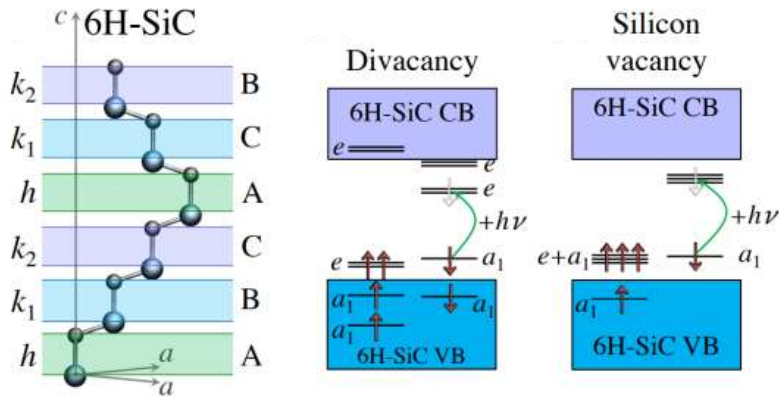 c
6H-SiC
k2 B
k1 C
h A
k2 C
k1 B
h A
a
a
Divacancy
6H-SiC CB
e
e
e
+hν
e
a1
a1
a1
a1
6H-SiC VB
Silicon
vacancy
6H-SiC CB
+hν
e+a1
a1
a1
6H-SiC VB